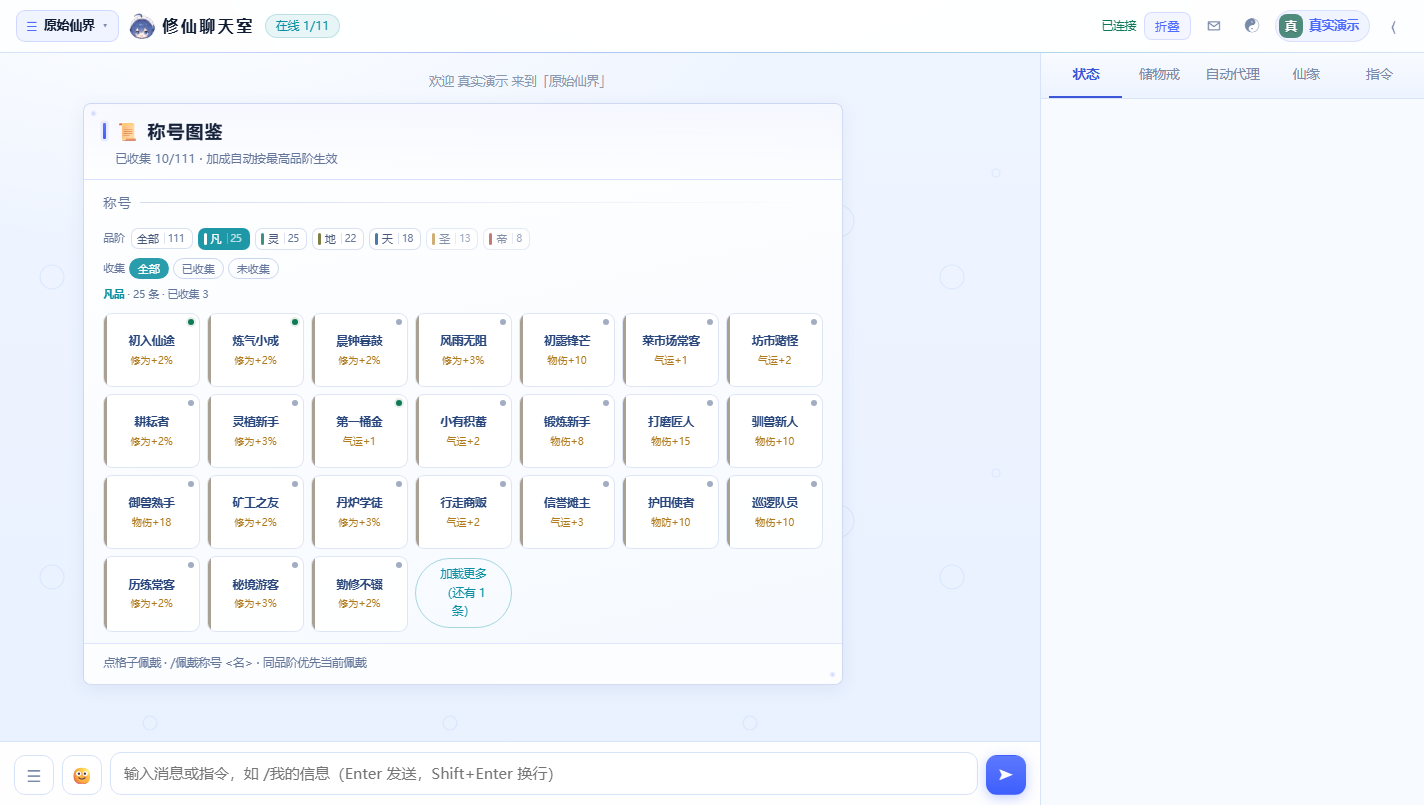 ☰ 原始仙界 修仙聊天室 在线 1/11 已连接 折叠 真 真实演示
状态 储物戒 自动代理 仙缘 指令
欢迎 真实演示 来到「原始仙界」
称号图鉴
已收集 10/111 · 加成自动按最高品阶生效
称号
品阶 全部 111 凡 25 灵 25 地 22 天 18 圣 13 帝 8
收集 全部 已收集 未收集
凡品 · 25 条 · 已收集 3
初入仙途 炼气小成 晨钟暮鼓 风雨无阻 初露锋芒 菜市场常客 坊市赌怪
修为+2% 修为+2% 修为+2% 修为+3% 物伤+10 气运+1 气运+2
耕耘者 灵植新手 第一桶金 小有积蓄 锻炼新手 打磨匠人 驯兽新人
修为+2% 修为+3% 气运+1 气运+2 物伤+8 物伤+15 物伤+10
御兽熟手 矿工之友 丹炉学徒 行走商贩 信誉摊主 护田使者 巡逻队员
物伤+18 修为+2% 修为+3% 气运+2 气运+3 物防+10 物伤+10
历练常客 秘境游客 勤修不辍
修为+2% 修为+3% 修为+2%
加载更多
(还有 1
条)
点格子佩戴 · /佩戴称号 <名> · 同品阶优先当前佩戴
输入消息或指令，如 /我的信息（Enter 发送，Shift+Enter 换行）